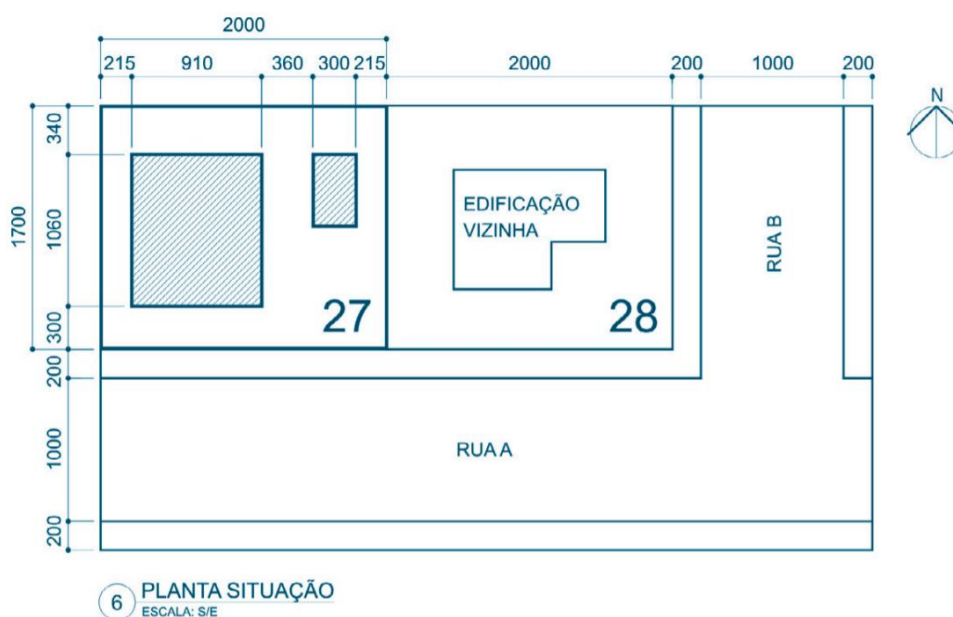 2000
215 910 360 300 215 2000 200 1000 200
N
340
1060
1700
300
200
1000
200
EDIFICAÇÃO
VIZINHA
RUA B
27
28
RUA A
6 PLANTA SITUAÇÃO
ESCALA: S/E